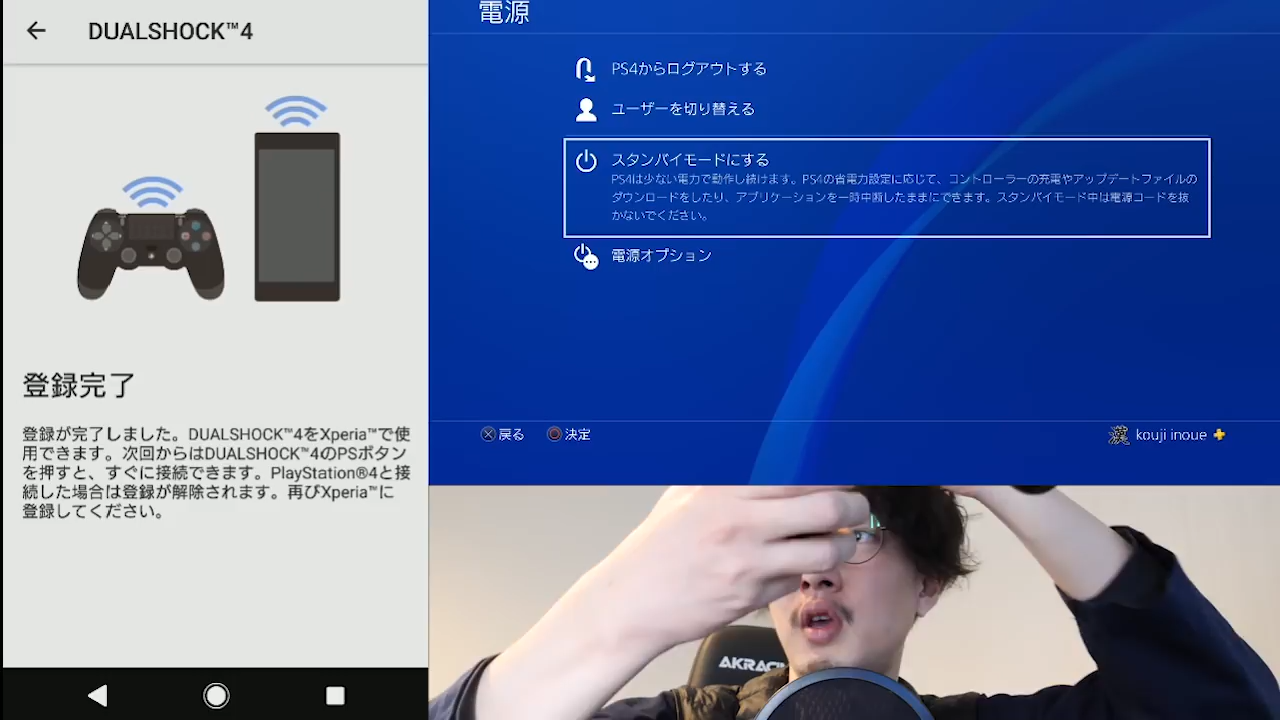 DUALSHOCK™4
登録完了
登録が完了しました。DUALSHOCK™4をXperia™で使
用できます。次回からはDUALSHOCK™4のPSボタン
を押すと、すぐに接続できます。PlayStation®4と接
続した場合は登録が解除されます。再びXperia™に
登録してください。
電源
PS4からログアウトする
ユーザーを切り替える
スタンバイモードにする
PS4は少ない電力で動作し続けます。PS4の省電力設定に応じて、コントローラーの充電やアップデートファイルの
ダウンロードをしたり、アプリケーションを一時中断したままにできます。スタンバイモード中は電源コードを抜
かないでください。
電源オプション
戻る 決定
漢 kouji inoue